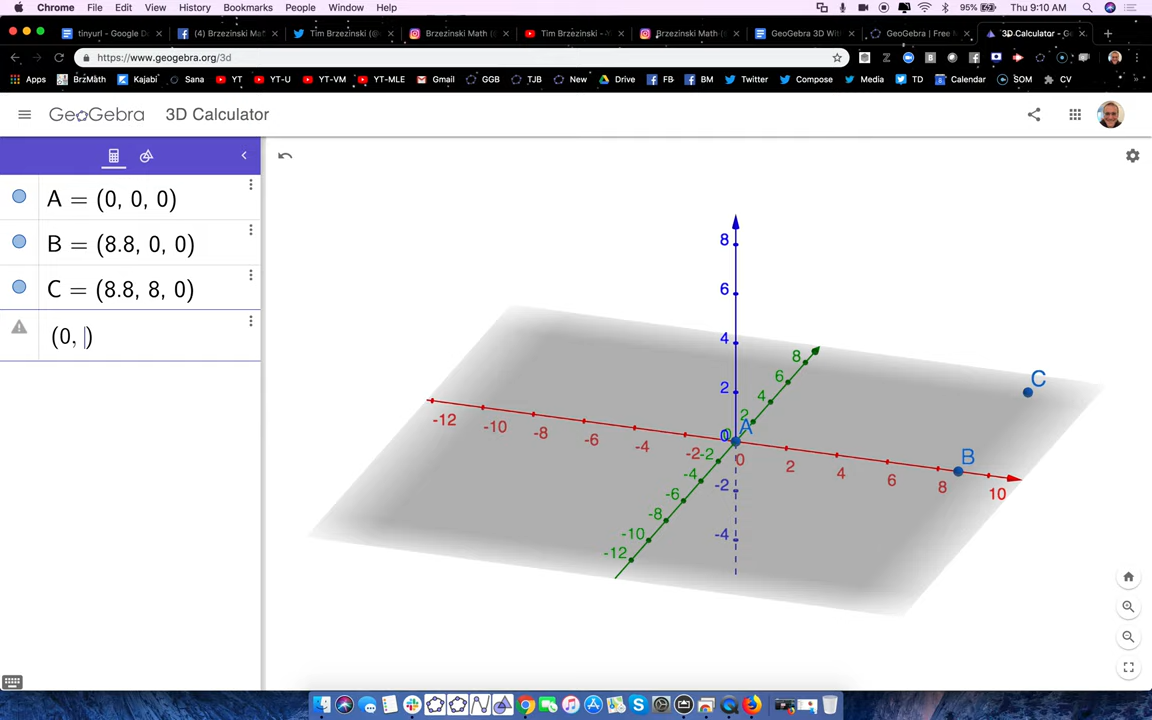 Chrome File Edit View History Bookmarks People Window Help 95% Thu 9:10 AM
tinyurl - Google D (4) Brzezinski Mat Tim Brzezinski (@ Brzezinski Math ( Tim Brzezinski - Y Brzezinski Math ( GeoGebra 3D Wit GeoGebra | Free M 3D Calculator - Ge
https://www.geogebra.org/3d
Apps BrzMath Kajabi Sana YT YT-U YT-VM YT-MLE Gmail GGB TJB New Drive FB BM Twitter Compose Media TD Calendar SOM CV
GeoGebra 3D Calculator
A = (0, 0, 0)
B = (8.8, 0, 0)
C = (8.8, 8, 0)
(0, )
8
6
4
2
0
-2
-4
8
6
4
2
0
-2
-4
-6
-8
-10
-12
-12 -10 -8 -6 -4 -2 0 2 4 6 8 10
A
B
C